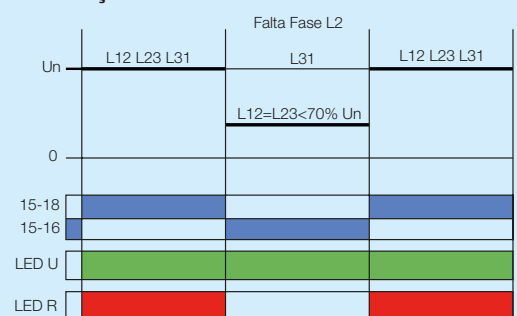 Falta Fase L2
Un
L12 L23 L31
L31
L12 L23 L31
L12=L23<70% Un
0
15-18
15-16
LED U
LED R